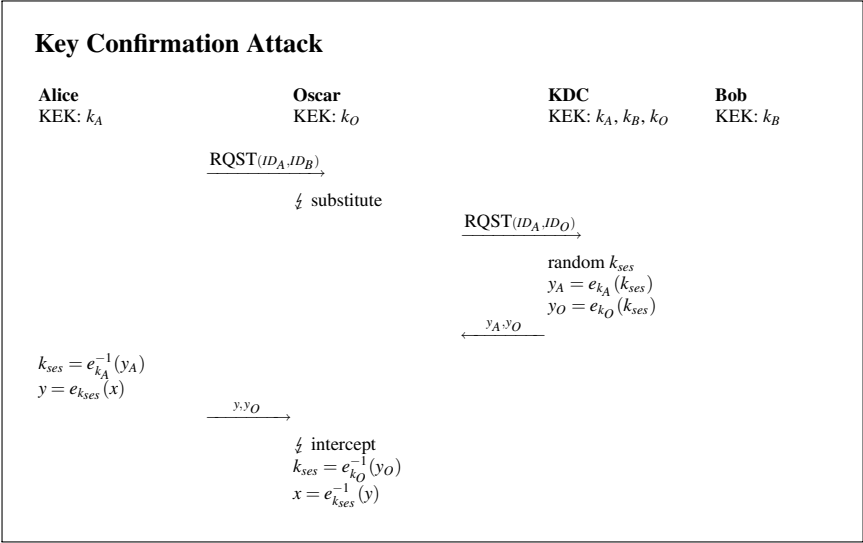 Key Confirmation Attack
Alice Oscar KDC Bob
KEK: k_A KEK: k_O KEK: k_A, k_B, k_O KEK: k_B
RQST(ID_A,ID_B)
↯ substitute
RQST(ID_A,ID_O)
random k_ses
y_A = e_{k_A}(k_ses)
y_O = e_{k_O}(k_ses)
y_A,y_O
k_ses = e^{-1}_{k_A}(y_A)
y = e_{k_ses}(x)
y,y_O
↯ intercept
k_ses = e^{-1}_{k_O}(y_O)
x = e^{-1}_{k_ses}(y)